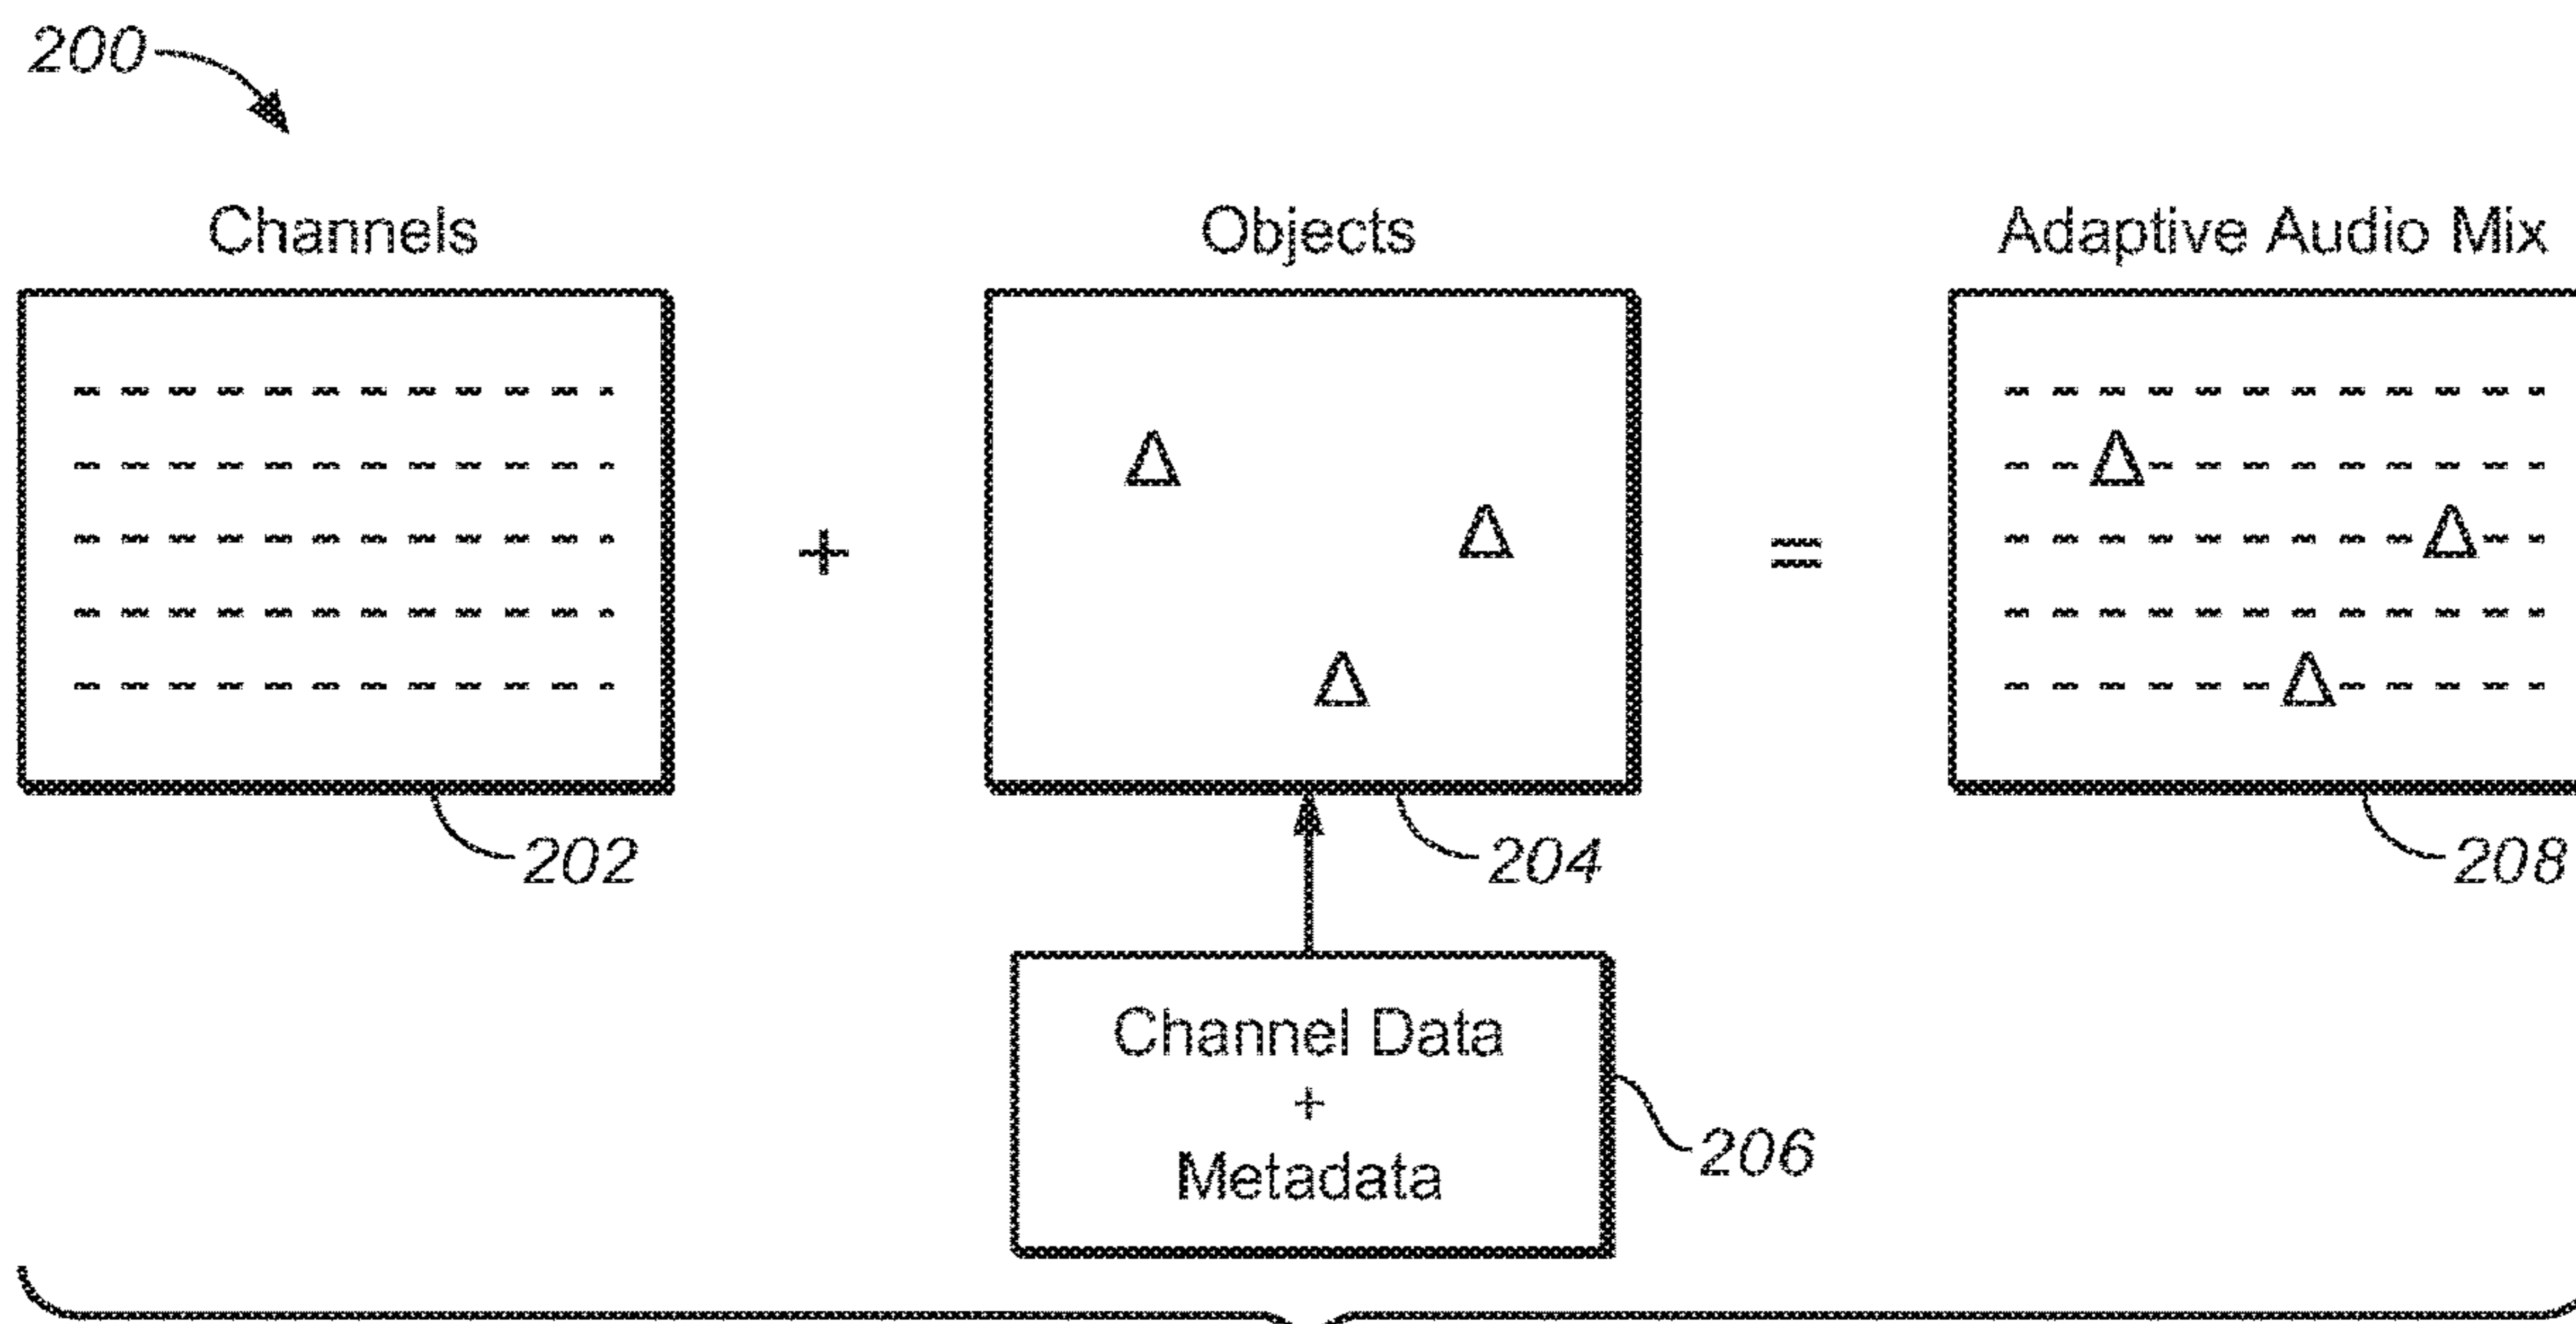 200
Channels
Objects
Adaptive Audio Mix
+
=
202
204
208
Channel Data
+
Metadata
206